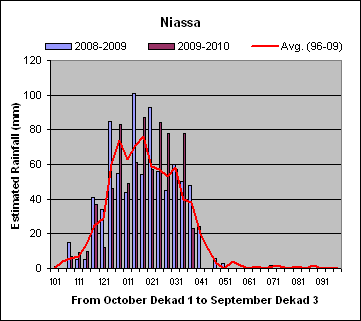 Niassa
2008-2009 2009-2010 Avg. (96-09)
Estimated Rainfall (mm)
120
100
80
60
40
20
0
101 111 121 011 021 031 041 051 061 071 081 091
From October Dekad 1 to September Dekad 3